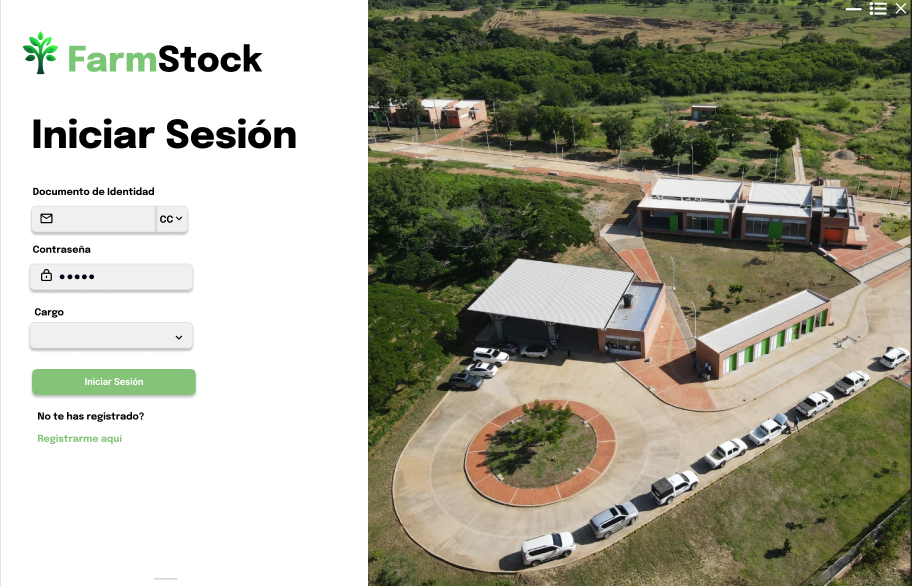 FarmStock
Iniciar Sesión
Documento de Identidad
CC
Contraseña
Cargo
Iniciar Sesión
No te has registrado?
Registrarme aquí